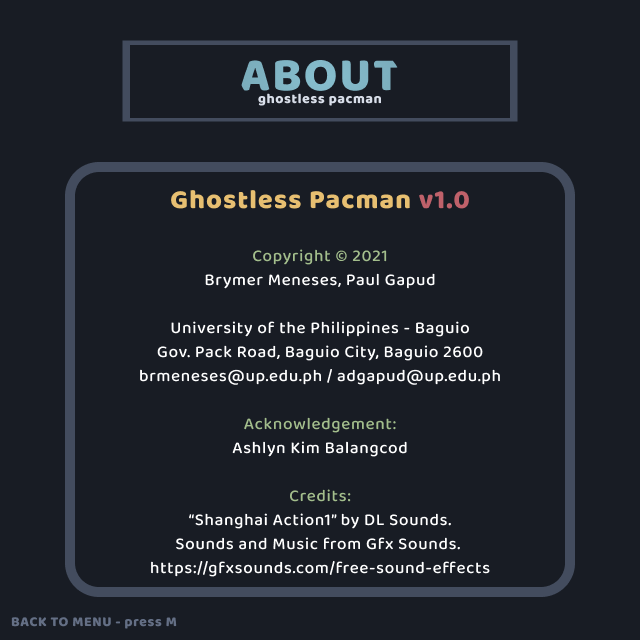 ABOUT
ghostless pacman
Ghostless Pacman v1.0
Copyright © 2021
Brymer Meneses, Paul Gapud
University of the Philippines - Baguio
Gov. Pack Road, Baguio City, Baguio 2600
brmeneses@up.edu.ph / adgapud@up.edu.ph
Acknowledgement:
Ashlyn Kim Balangcod
Credits:
“Shanghai Action1” by DL Sounds.
Sounds and Music from Gfx Sounds.
https://gfxsounds.com/free-sound-effects
BACK TO MENU - press M